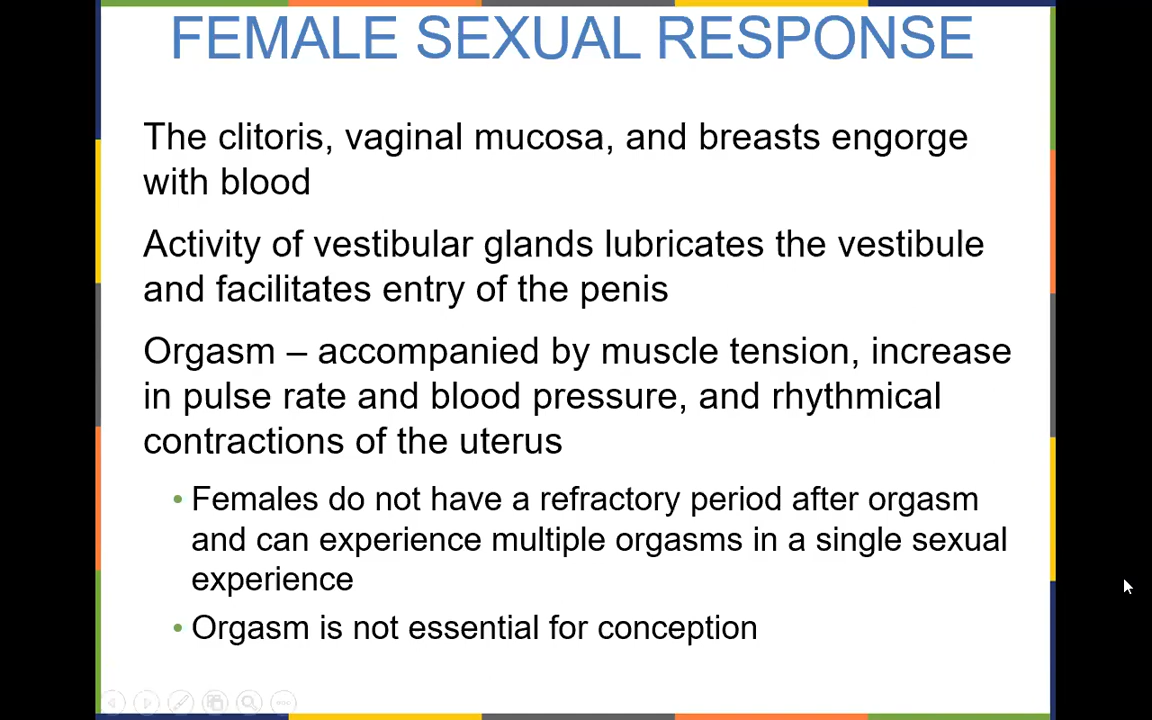 FEMALE SEXUAL RESPONSE
The clitoris, vaginal mucosa, and breasts engorge
with blood
Activity of vestibular glands lubricates the vestibule
and facilitates entry of the penis
Orgasm – accompanied by muscle tension, increase
in pulse rate and blood pressure, and rhythmical
contractions of the uterus
• Females do not have a refractory period after orgasm
and can experience multiple orgasms in a single sexual
experience
• Orgasm is not essential for conception